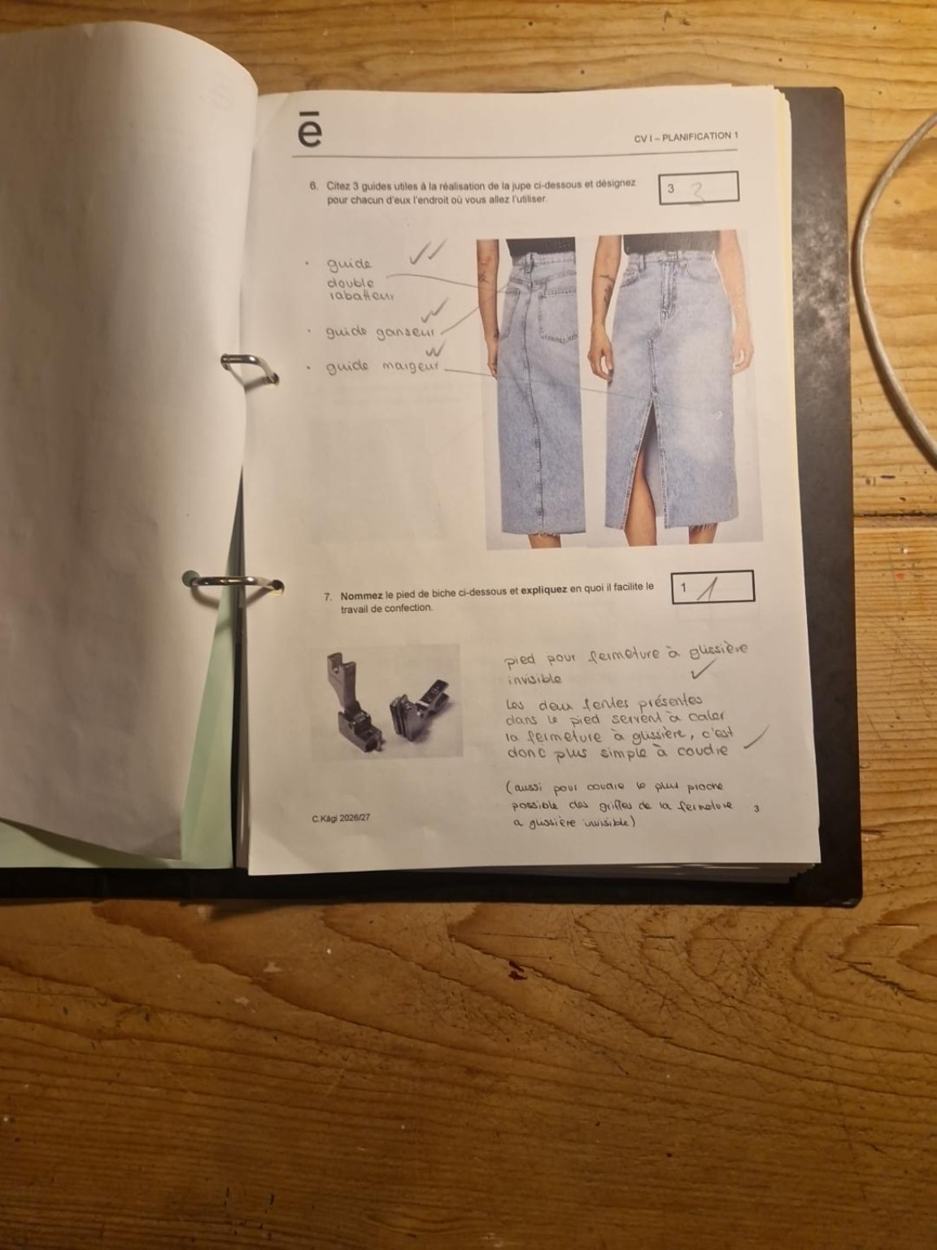 ē
CV I – PLANIFICATION 1
6. Citez 3 guides utiles à la réalisation de la jupe ci-dessous et désignez
pour chacun d'eux l'endroit où vous allez l'utiliser.
3 3
• guide
double
rabatteur
• guide ganseur
• guide margeur
7. Nommez le pied de biche ci-dessous et expliquez en quoi il facilite le
travail de confection.
1 1
pied pour fermeture à glissière
invisible
Les deux fentes présentes
dans le pied servent à caler
la fermeture à glissière, c'est
donc plus simple à coudre
(aussi pour coudre le plus proche
possible des griffes de la fermeture
à glissière invisible)
C.Kägi 2026/27
3